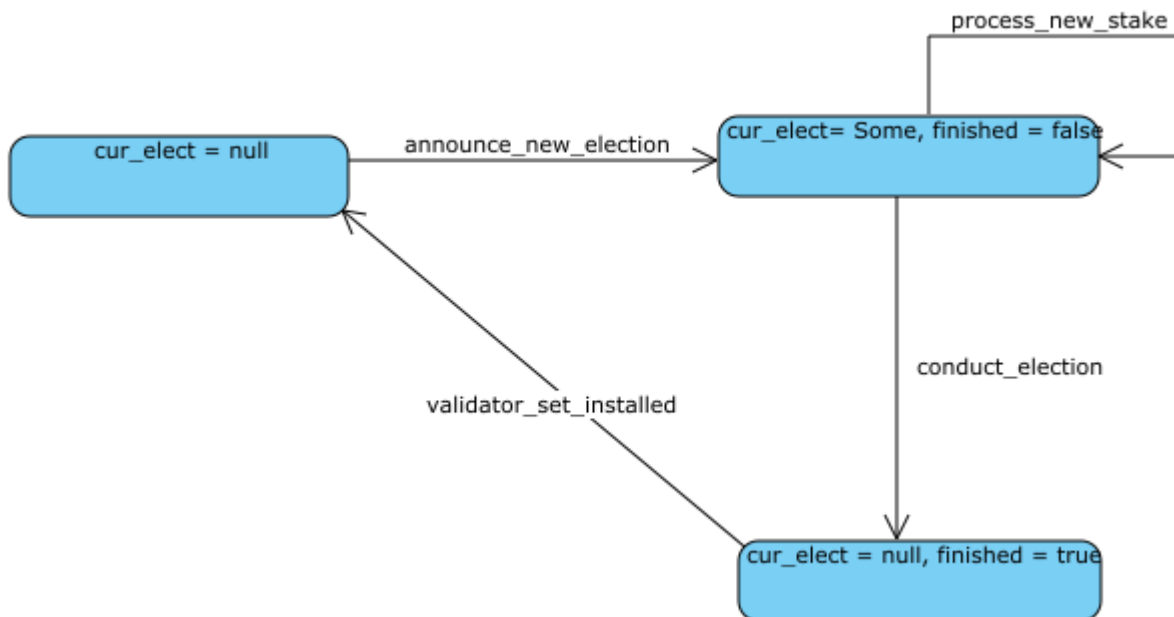 process_new_stake
cur_elect= Some, finished = false
cur_elect = null
announce_new_election
conduct_election
validator_set_installed
cur_elect = null, finished = true